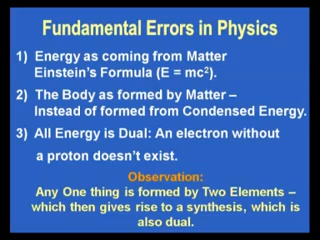 Fundamental Errors in Physics
1) Energy as coming from Matter
Einstein's Formula (E = mc²).
2) The Body as formed by Matter –
Instead of formed from Condensed Energy.
3) All Energy is Dual: An electron without
a proton doesn't exist.
Observation:
Any One thing is formed by Two Elements –
which then gives rise to a synthesis, which is
also dual.